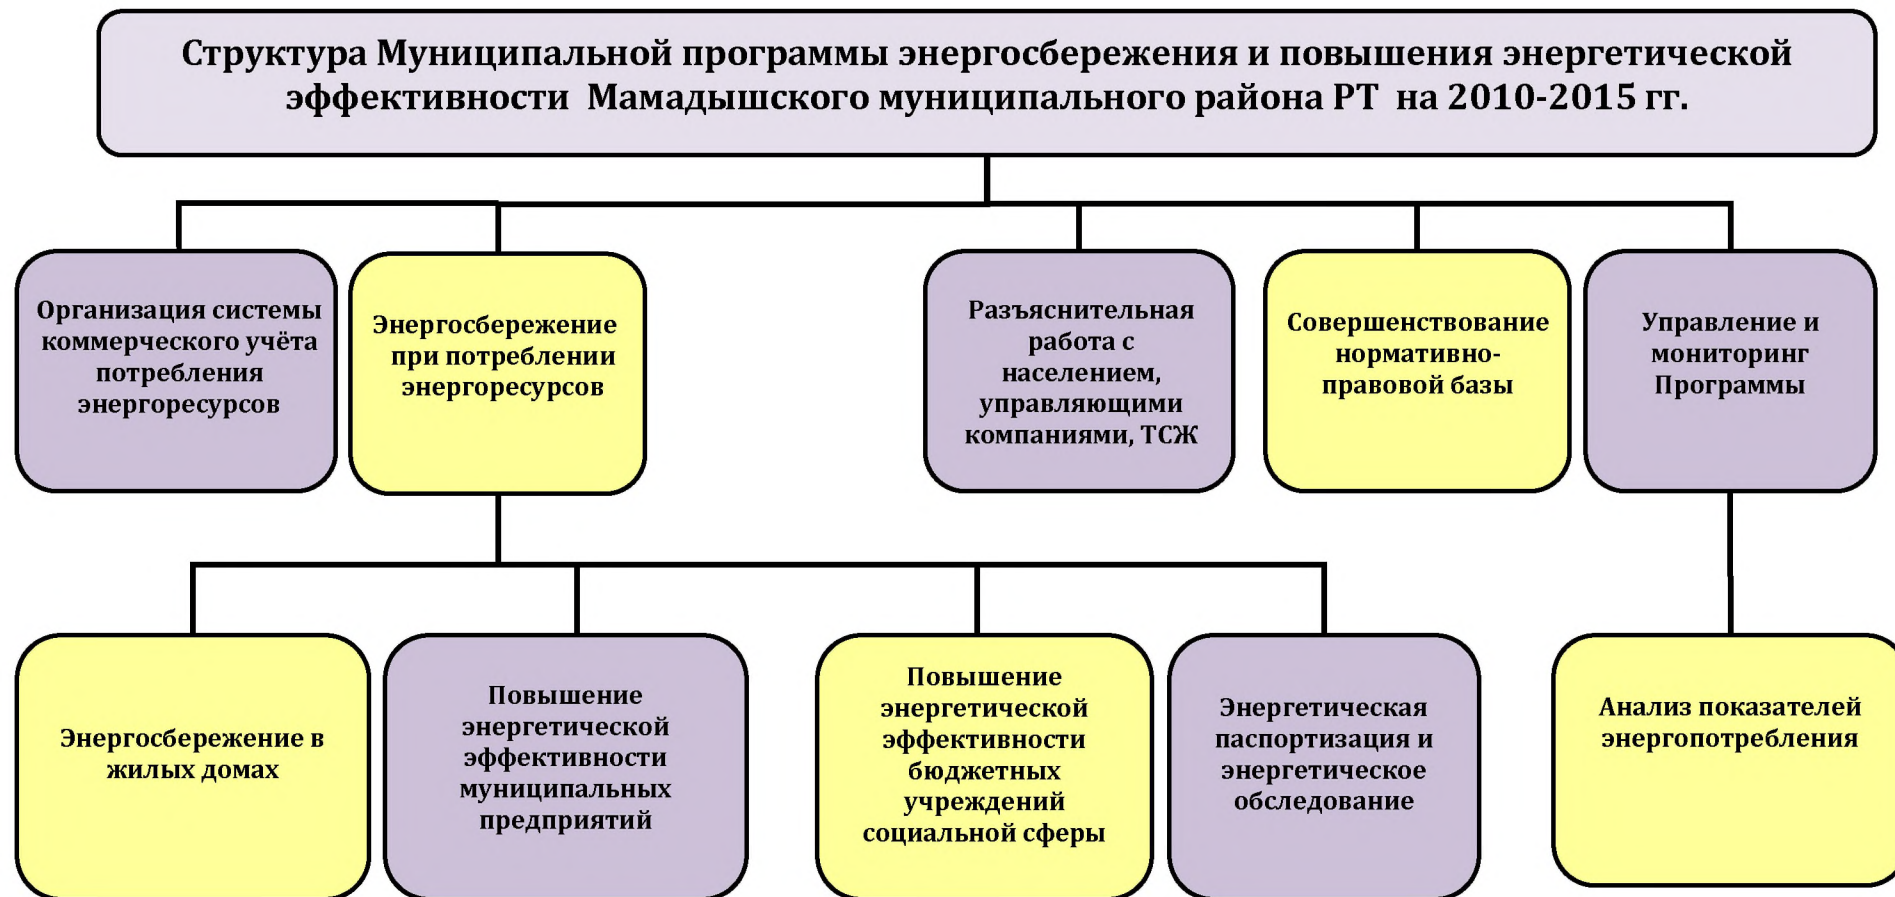 Структура Муниципальной программы энергосбережения и повышения энергетической
эффективности Мамадышского муниципального района РТ на 2010-2015 гг.
Организация системы
коммерческого учёта
потребления
энергоресурсов
Энергосбережение
при потреблении
энергоресурсов
Разъяснительная
работа с
населением,
управляющими
компаниями, ТСЖ
Совершенствование
нормативно-
правовой базы
Управление и
мониторинг
Программы
Энергосбережение в
жилых домах
Повышение
энергетической
эффективности
муниципальных
предприятий
Повышение
энергетической
эффективности
бюджетных
учреждений
социальной сферы
Энергетическая
паспортизация и
энергетическое
обследование
Анализ показателей
энергопотребления